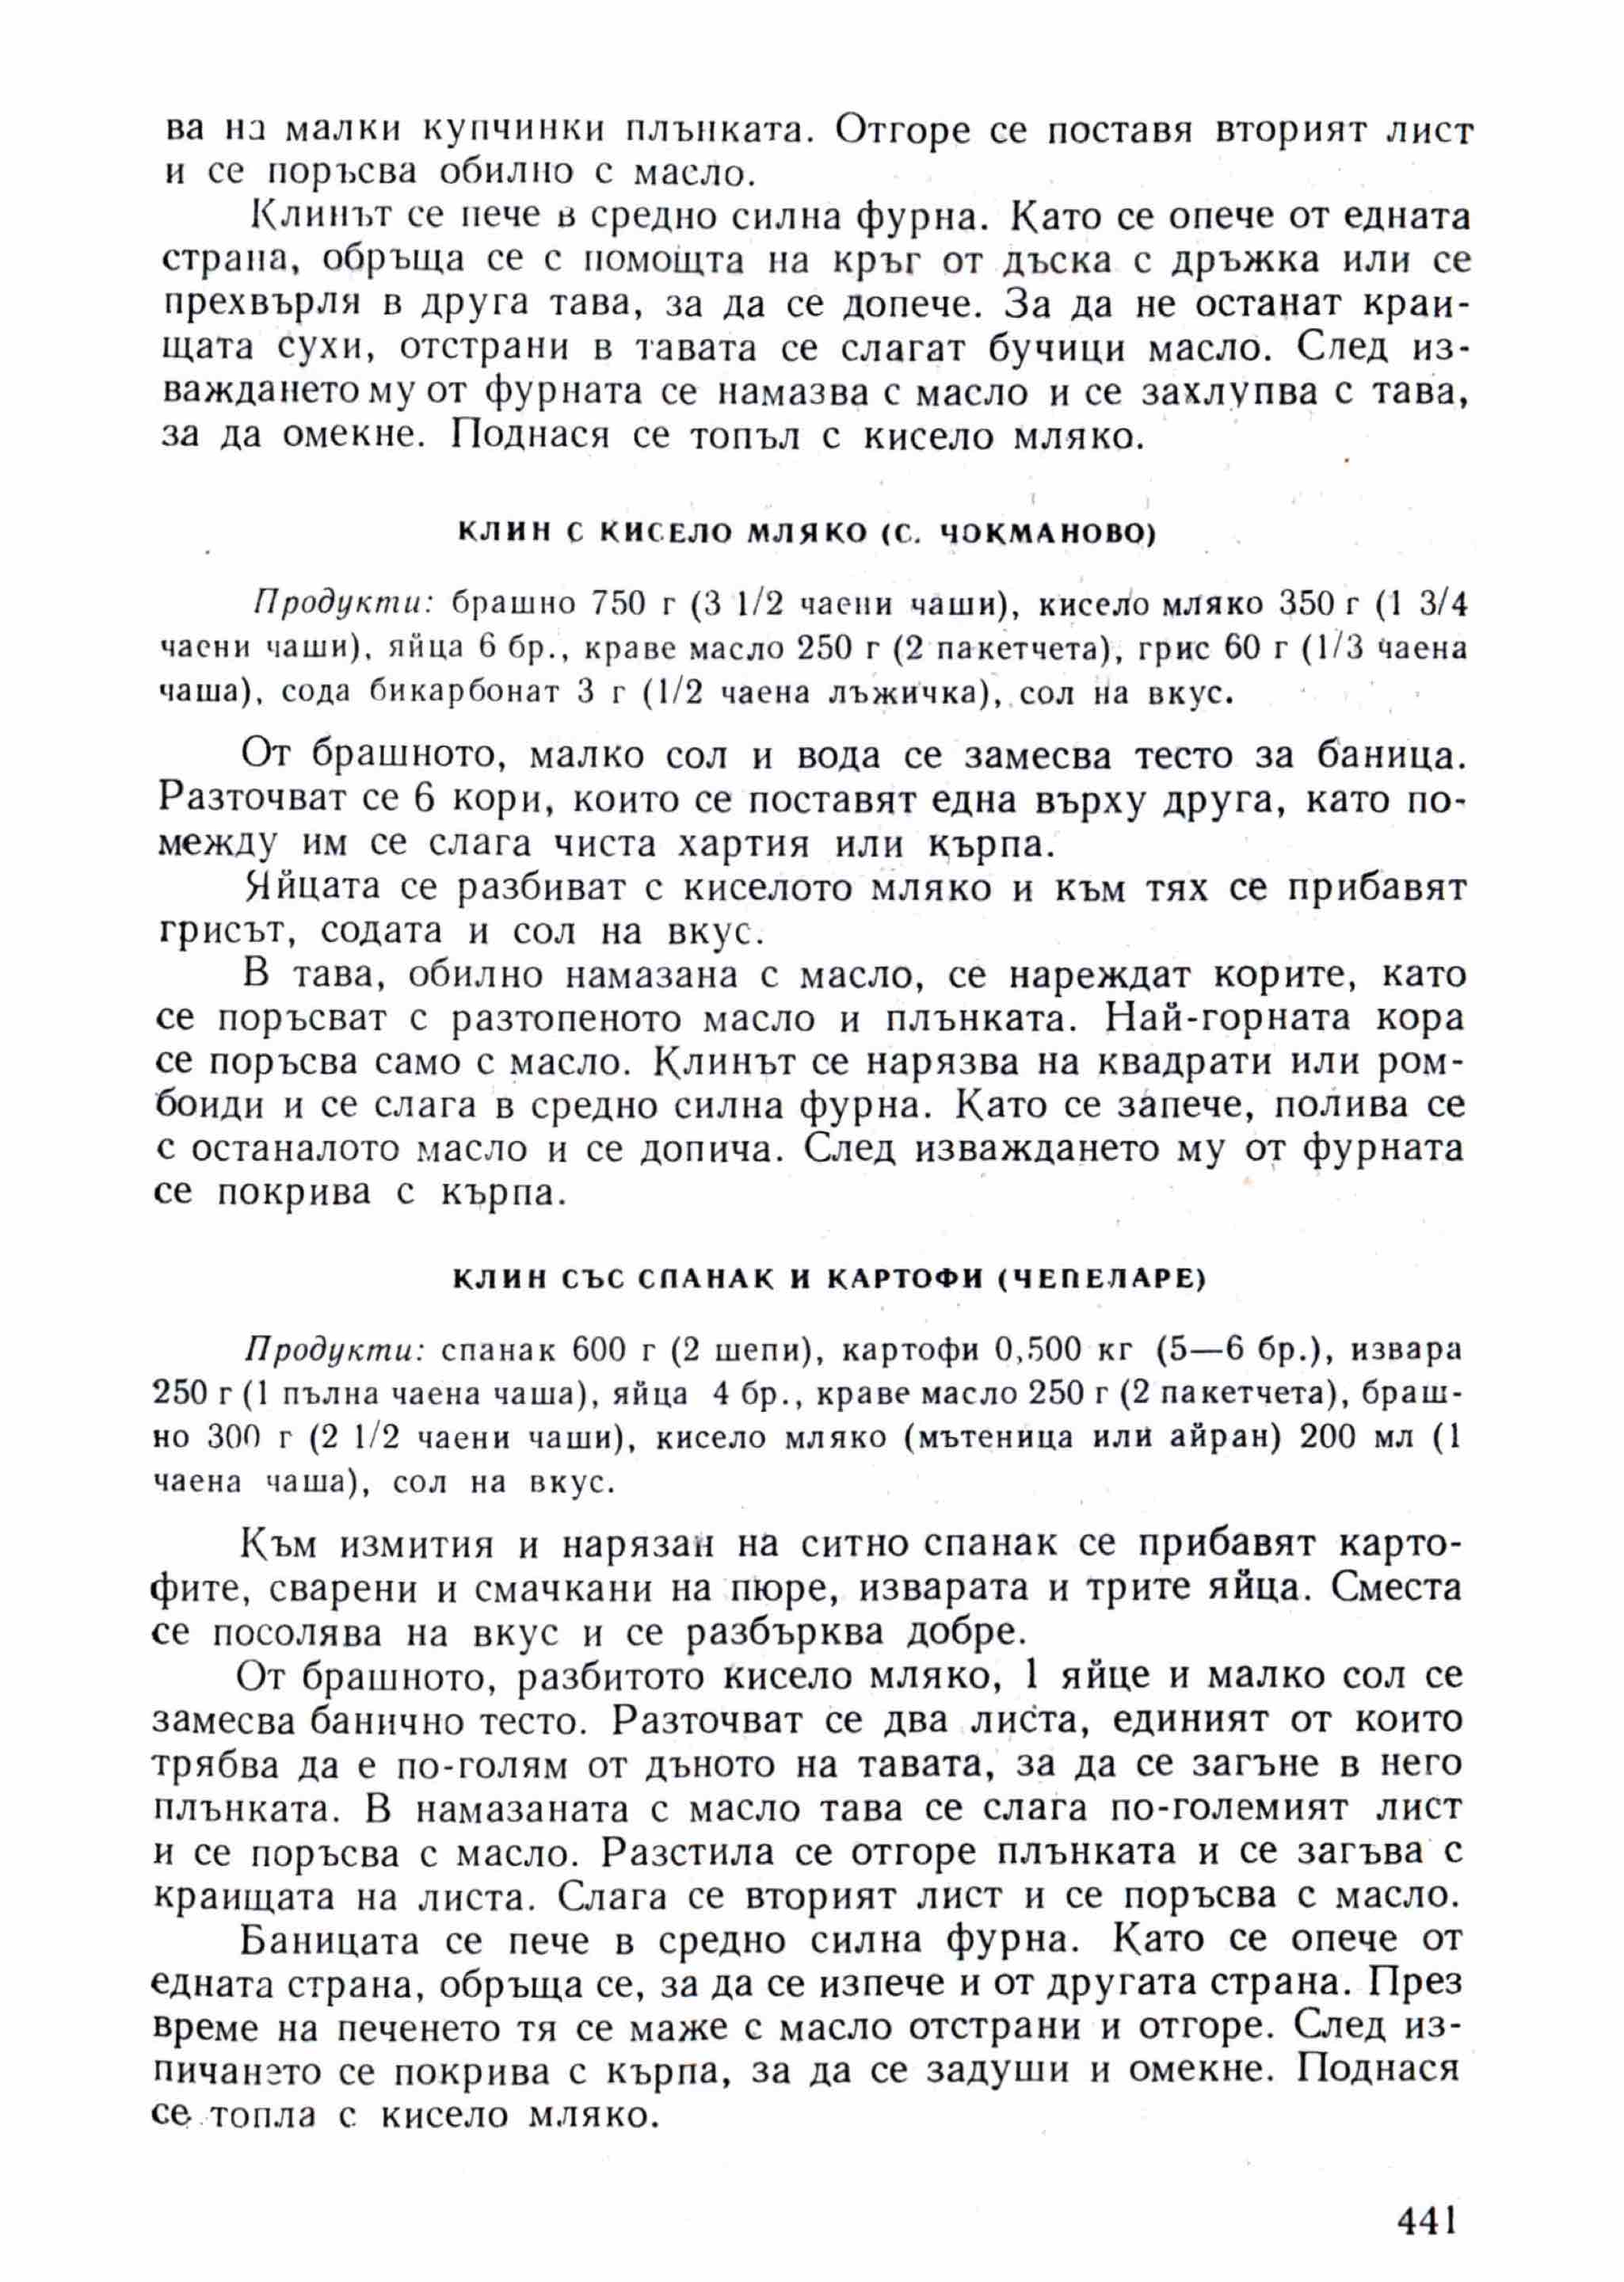 ва на малки купчинки плънката. Отгоре се поставя вторият лист
и се поръсва обилно с масло.
Клинът се пече в средно силна фурна. Като се опече от едната
страна, обръща се с помощта на кръг от дъска с дръжка или се
прехвърля в друга тава, за да се допече. За да не останат краи-
щата сухи, отстрани в тавата се слагат бучици масло. След из-
важдането му от фурната се намазва с масло и се захлупва с тава,
за да омекне. Поднася се топъл с кисело мляко.
КЛИН С КИСЕЛО МЛЯКО (С. ЧОКМАНОВО)
Продукти: брашно 750 г (3 1/2 чаени чаши), кисело мляко 350 г (1 3/4
чаени чаши), яйца 6 бр., краве масло 250 г (2 пакетчета), грис 60 г (1/3 чаена
чаша), сода бикарбонат 3 г (1/2 чаена лъжичка), сол на вкус.
От брашното, малко сол и вода се замесва тесто за баница.
Разточват се 6 кори, които се поставят една върху друга, като по-
между им се слага чиста хартия или кърпа.
Яйцата се разбиват с киселото мляко и към тях се прибавят
грисът, содата и сол на вкус.
В тава, обилно намазана с масло, се нареждат корите, като
се поръсват с разтопеното масло и плънката. Най-горната кора
се поръсва само с масло. Клинът се нарязва на квадрати или ром-
боиди и се слага в средно силна фурна. Като се запече, полива се
с останалото масло и се допича. След изваждането му от фурната
се покрива с кърпа.
КЛИН СЪС СПАНАК И КАРТОФИ (ЧЕПЕЛАРЕ)
Продукти: спанак 600 г (2 шепи), картофи 0,500 кг (5—6 бр.), извара
250 г (1 пълна чаена чаша), яйца 4 бр., краве масло 250 г (2 пакетчета), браш-
но 300 г (2 1/2 чаени чаши), кисело мляко (мътеница или айран) 200 мл (1
чаена чаша), сол на вкус.
Към измития и нарязан на ситно спанак се прибавят карто-
фите, сварени и смачкани на пюре, изварата и трите яйца. Сместа
се посолява на вкус и се разбърква добре.
От брашното, разбитото кисело мляко, 1 яйце и малко сол се
замесва банично тесто. Разточват се два листа, единият от които
трябва да е по-голям от дъното на тавата, за да се загъне в него
плънката. В намазаната с масло тава се слага по-големият лист
и се поръсва с масло. Разстила се отгоре плънката и се загъва с
краищата на листа. Слага се вторият лист и се поръсва с масло.
Баницата се пече в средно силна фурна. Като се опече от
едната страна, обръща се, за да се изпече и от другата страна. През
време на печенето тя се маже с масло отстрани и отгоре. След из-
пичането се покрива с кърпа, за да се задуши и омекне. Поднася
се топла с кисело мляко.
441